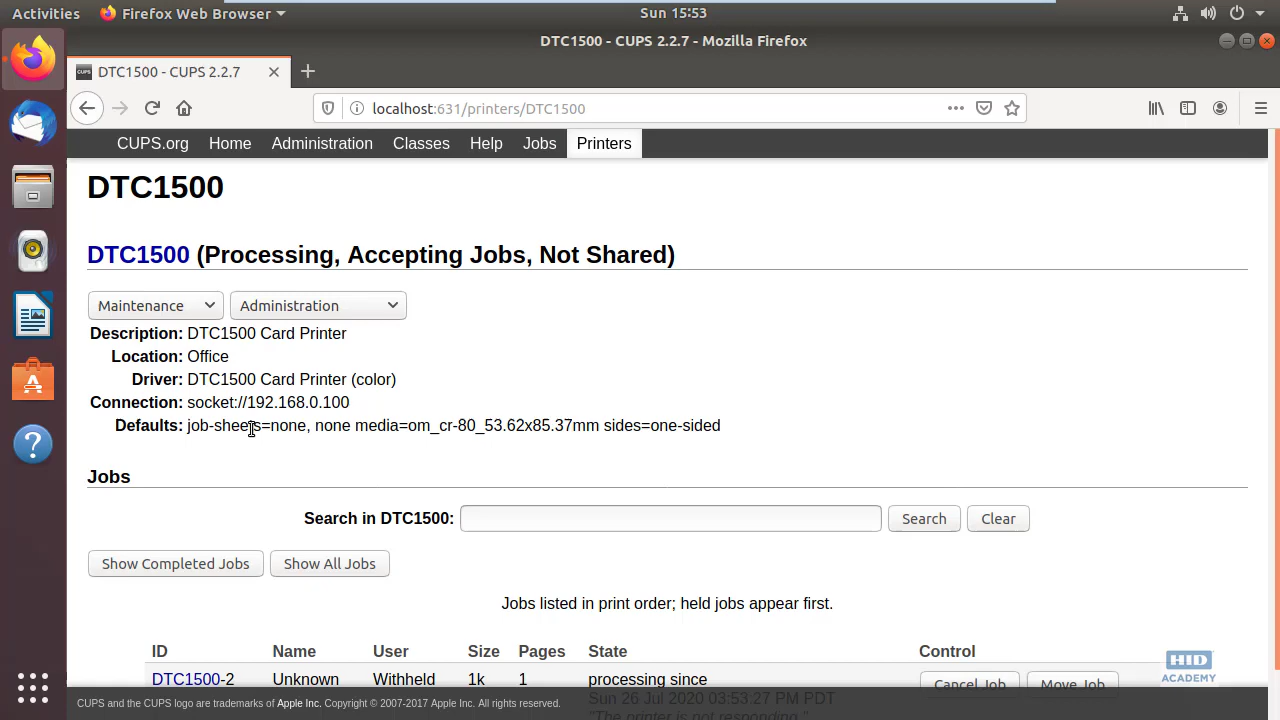 Activities Firefox Web Browser Sun 15:53
DTC1500 - CUPS 2.2.7 - Mozilla Firefox
CUPS DTC1500 - CUPS 2.2.7
localhost:631/printers/DTC1500
CUPS.org Home Administration Classes Help Jobs Printers
DTC1500
DTC1500 (Processing, Accepting Jobs, Not Shared)
Maintenance Administration
Description: DTC1500 Card Printer
Location: Office
Driver: DTC1500 Card Printer (color)
Connection: socket://192.168.0.100
Defaults: job-sheets=none, none media=om_cr-80_53.62x85.37mm sides=one-sided
Jobs
Search in DTC1500: Search Clear
Show Completed Jobs Show All Jobs
Jobs listed in print order; held jobs appear first.
ID Name User Size Pages State Control
DTC1500-2 Unknown Withheld 1k 1 processing since Cancel Job Move Job
Sun 26 Jul 2020 03:53:27 PM PDT
"The printer is not responding."
HID
ACADEMY
CUPS and the CUPS logo are trademarks of Apple Inc. Copyright © 2007-2017 Apple Inc. All rights reserved.